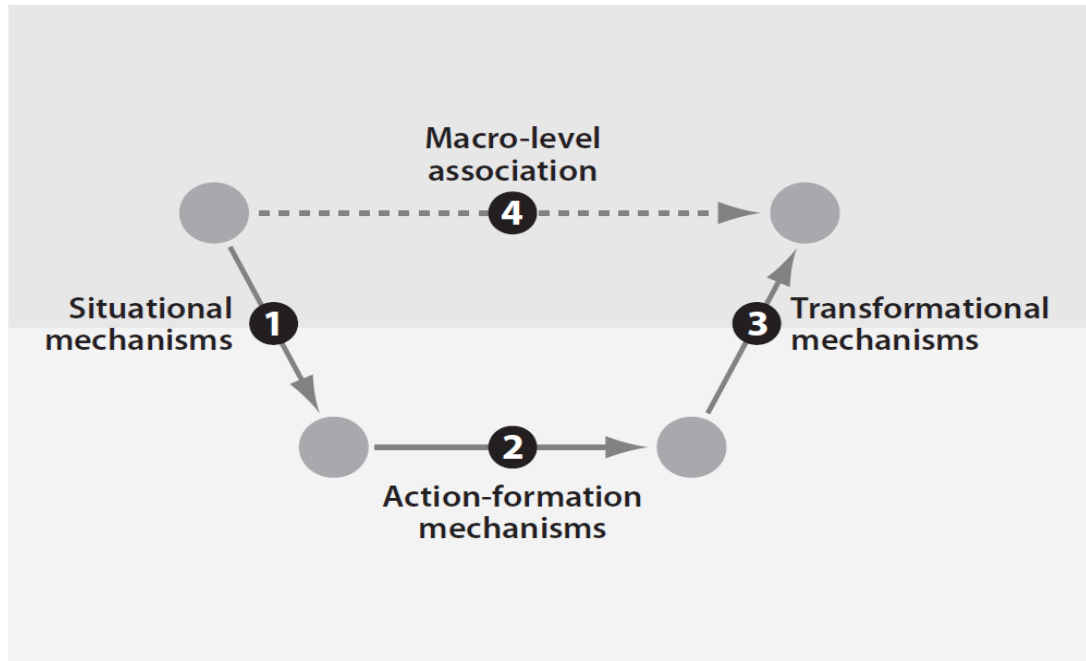 Macro-level
association
4
Situational
mechanisms
1
3
Transformational
mechanisms
2
Action-formation
mechanisms